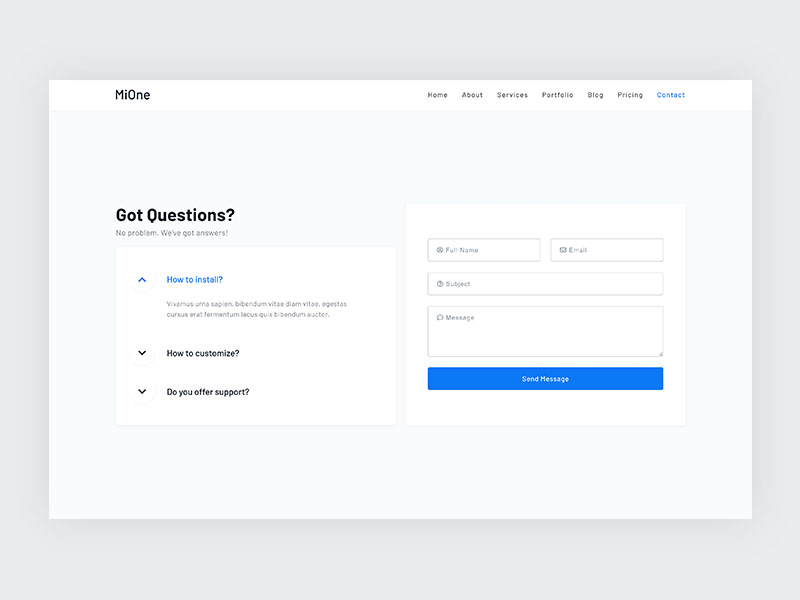 MiOne
Home About Services Portfolio Blog Pricing Contact
Got Questions?
No problem. We've got answers!
How to install?
Vivamus urna sapien, bibendum vitae diam vitae, egestas
cursus erat fermentum lacus quis bibendum auctor.
How to customize?
Do you offer support?
Full Name
Email
Subject
Message
Send Message